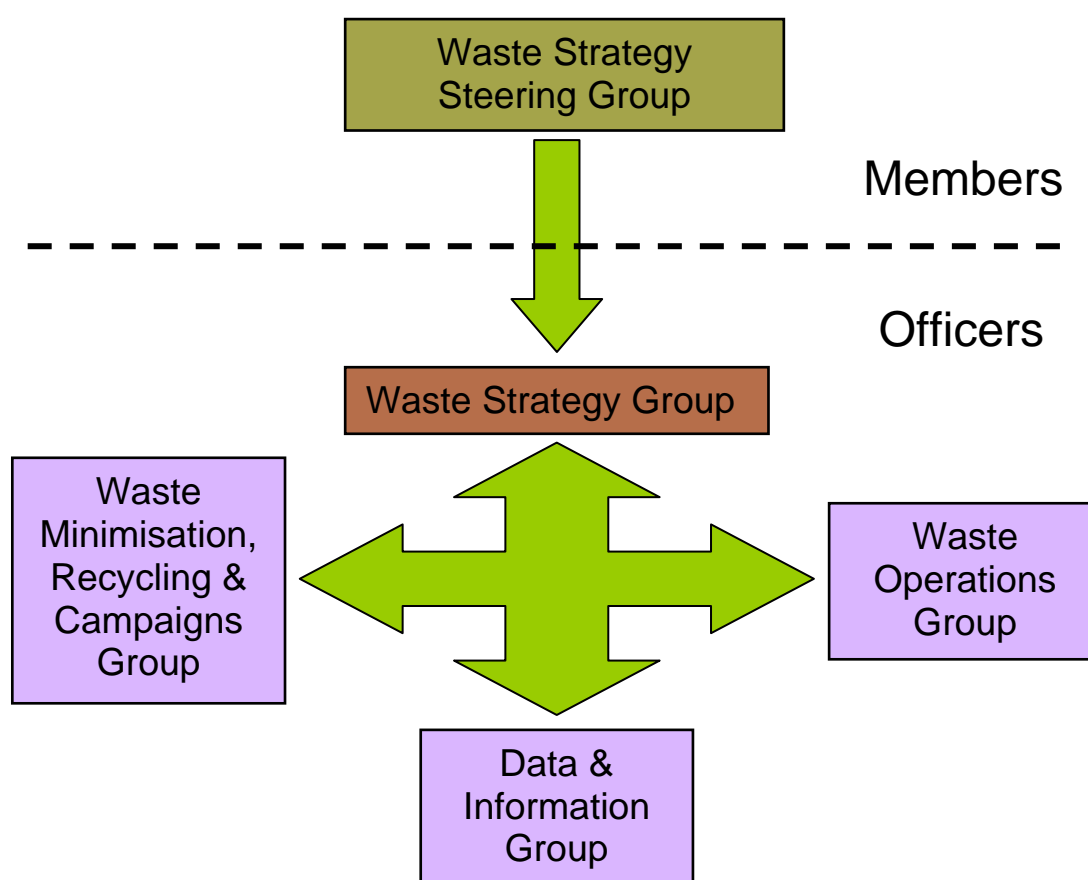 Waste Strategy
Steering Group
Members
Officers
Waste Strategy Group
Waste
Minimisation,
Recycling &
Campaigns
Group
Waste
Operations
Group
Data &
Information
Group